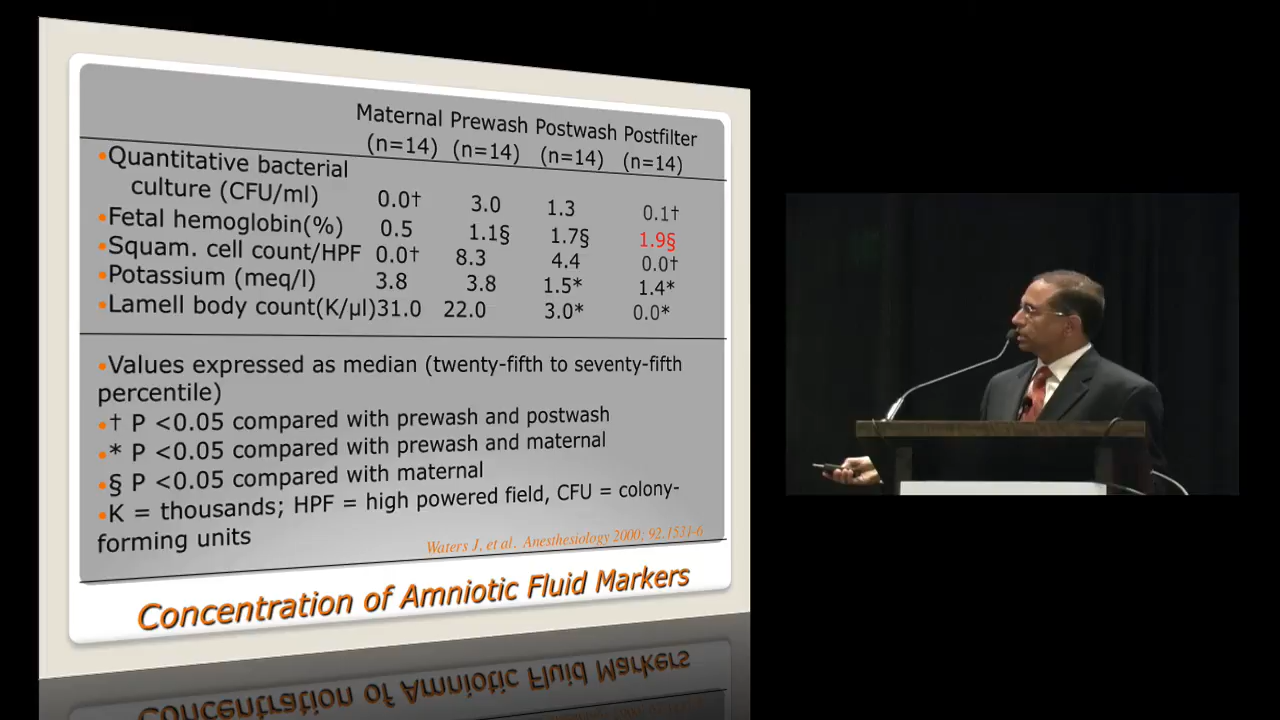 Maternal Prewash Postwash Postfilter
(n=14) (n=14) (n=14) (n=14)
•Quantitative bacterial
culture (CFU/ml) 0.0† 3.0 1.3 0.1†
•Fetal hemoglobin(%) 0.5 1.1§ 1.7§ 1.9§
•Squam. cell count/HPF 0.0† 8.3 4.4 0.0†
•Potassium (meq/l) 3.8 3.8 1.5* 1.4*
•Lamell body count(K/µl)31.0 22.0 3.0* 0.0*
•Values expressed as median (twenty-fifth to seventy-fifth
percentile)
•† P <0.05 compared with prewash and postwash
•* P <0.05 compared with prewash and maternal
•§ P <0.05 compared with maternal
•K = thousands; HPF = high powered field, CFU = colony-
forming units
Waters J, et al. Anesthesiology 2000; 92.1531-6
Concentration of Amniotic Fluid Markers